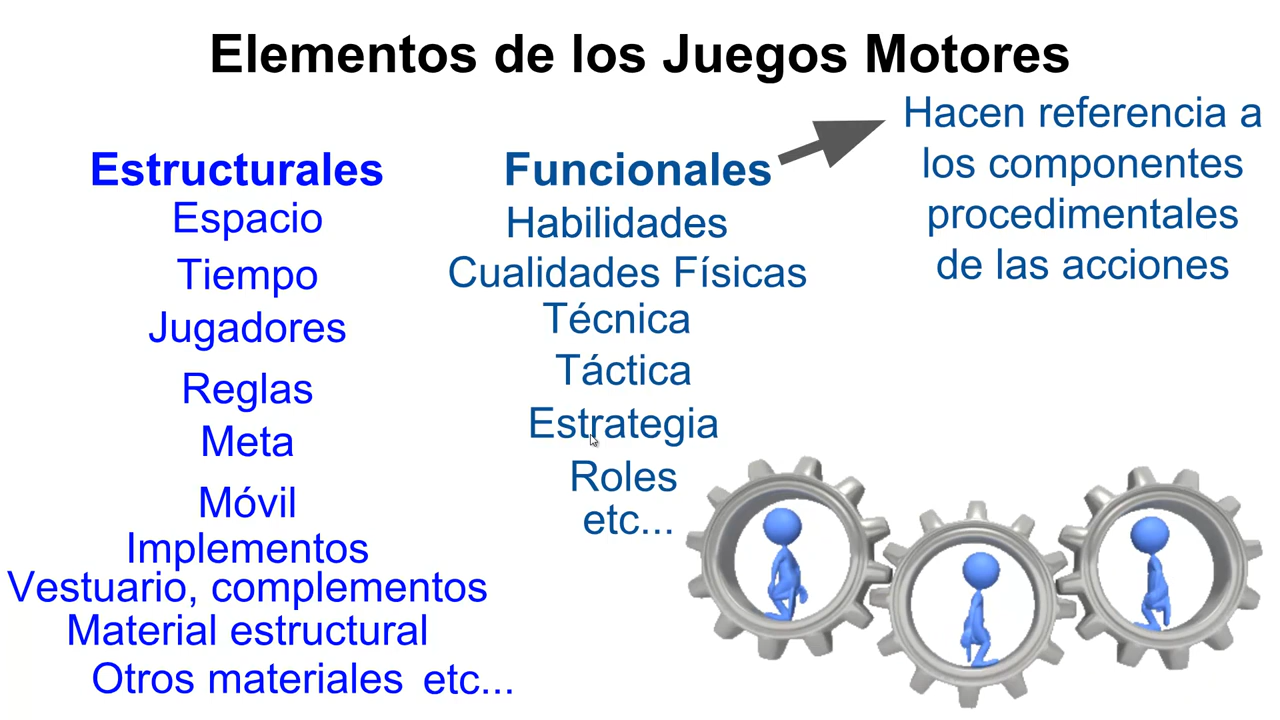 Elementos de los Juegos Motores
Estructurales
Espacio
Tiempo
Jugadores
Reglas
Meta
Móvil
Implementos
Vestuario, complementos
Material estructural
Otros materiales etc...
Funcionales
Habilidades
Cualidades Físicas
Técnica
Táctica
Estrategia
Roles
etc...
Hacen referencia a
los componentes
procedimentales
de las acciones